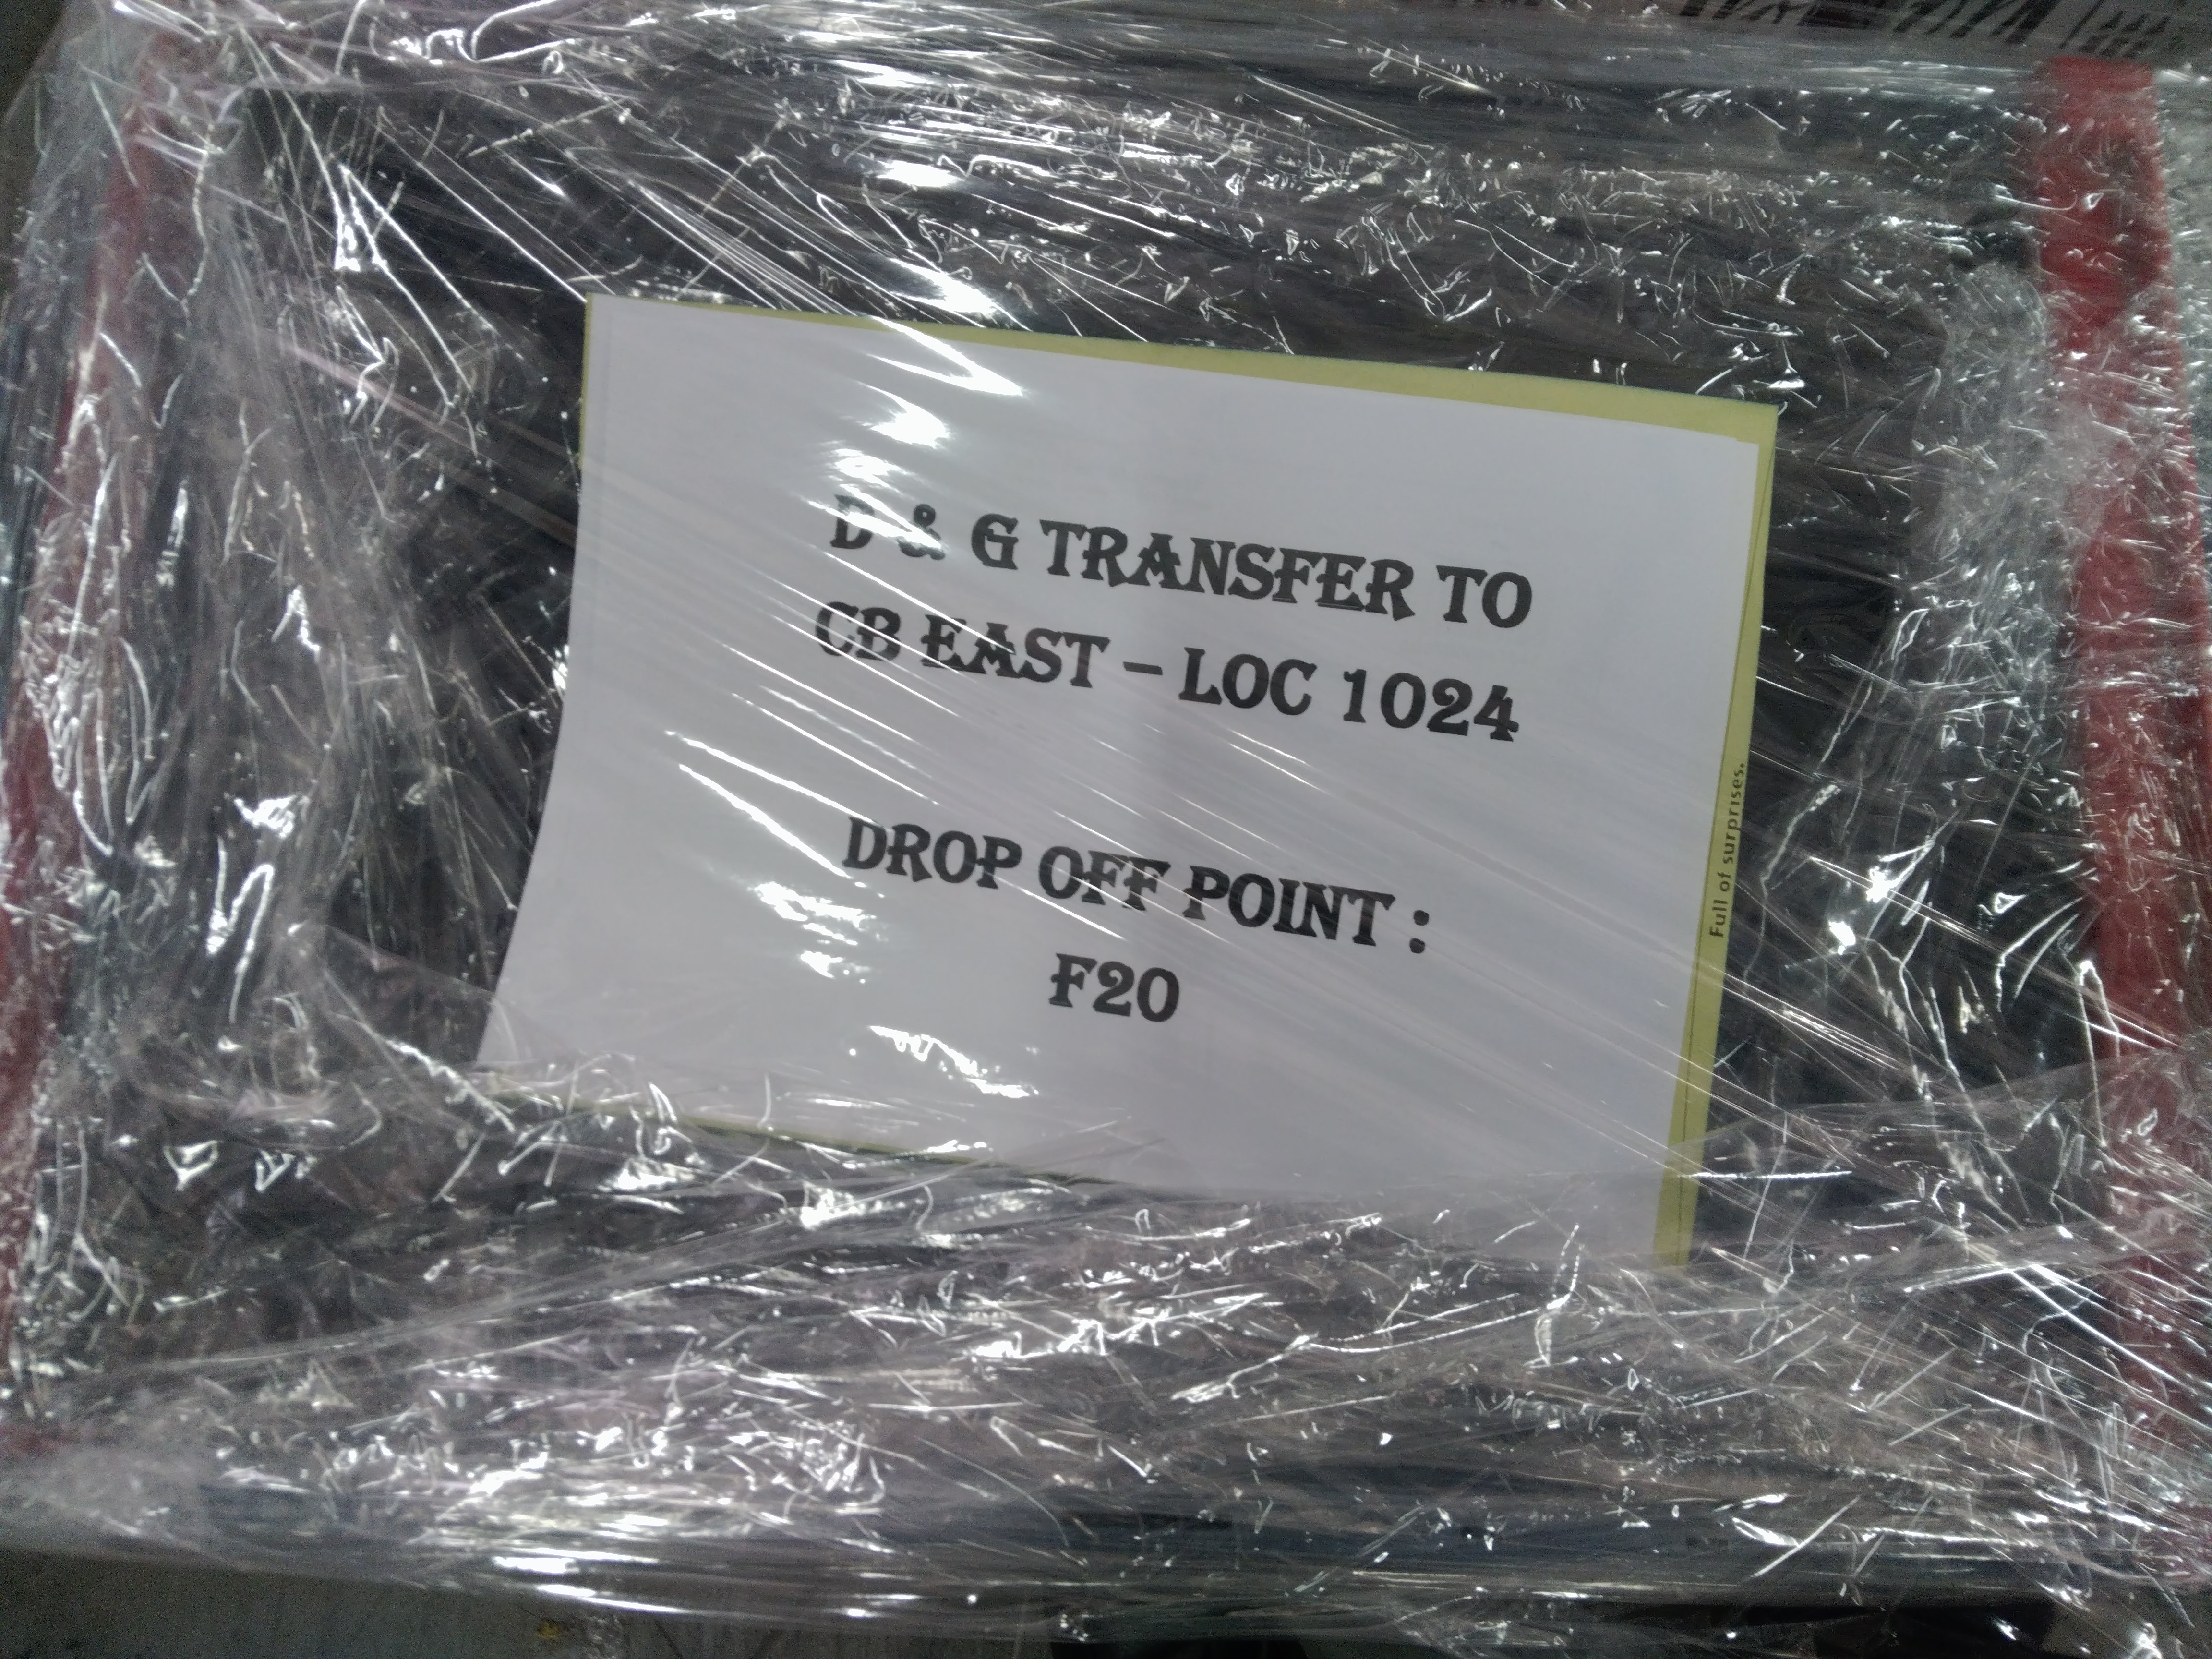 D & G TRANSFER TO
CB EAST – LOC 1024
DROP OFF POINT :
F20
Full of surprises.